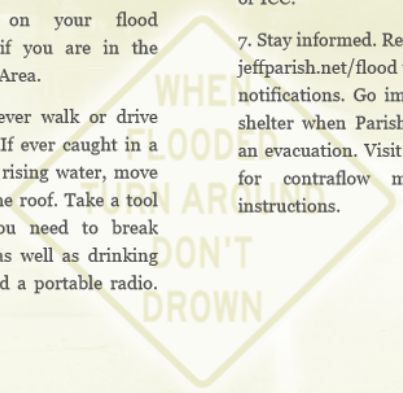 on your flood
if you are in the
Area.
ever walk or drive
If ever caught in a
rising water, move
he roof. Take a tool
ou need to break
as well as drinking
d a portable radio.
or ICC.
7. Stay informed. Re
jeffparish.net/flood
notifications. Go im
shelter when Parish
an evacuation. Visit
for contraflow m
instructions.
WHEN
FLOODED
TURN AROUND
DON'T
DROWN